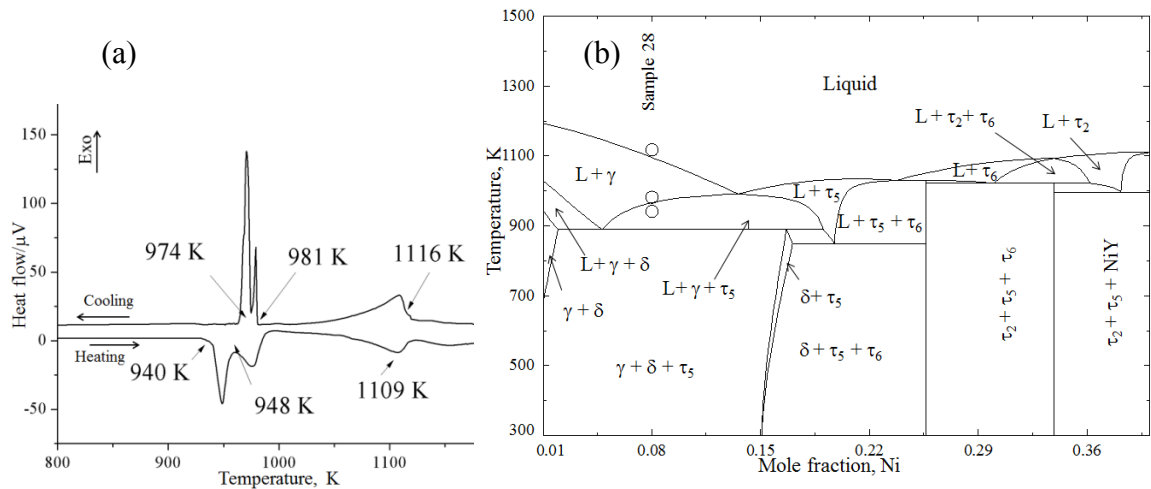 (a)
150
100
50
0
-50
Heat flow/μV
Exo
974 K
981 K
1116 K
Cooling
Heating
940 K
948 K
1109 K
800
900
1000
1100
Temperature, K
(b)
1500
1300
1100
900
700
500
300
Temperature, K
Sample 28
Liquid
L + τ2 + τ6
L + τ2
L + γ
L + τ5
L + τ6
L + τ5 + τ6
L + γ + δ
γ + δ
L + γ + τ5
δ + τ5
γ + δ + τ5
δ + τ5 + τ6
τ2 + τ5 + τ6
τ2 + τ5 + NiY
0.01
0.08
0.15
0.22
0.29
0.36
Mole fraction, Ni